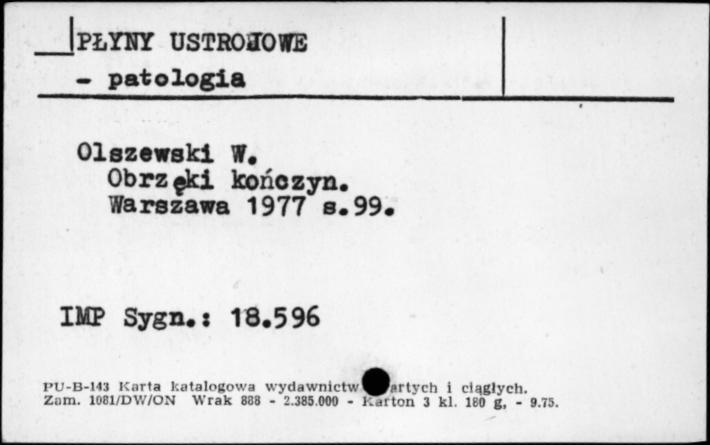 PŁYNY USTROJOWE
- patologia
Olszewski W.
Obrzęki kończyn.
Warszawa 1977 s.99.
IMP Sygn.: 18.596
PU-B-143 Karta katalogowa wydawnictw artych i ciągłych.
Zam. 1081/DW/ON Wrak 888 - 2.385.000 - Karton 3 kl. 180 g, - 9.75.